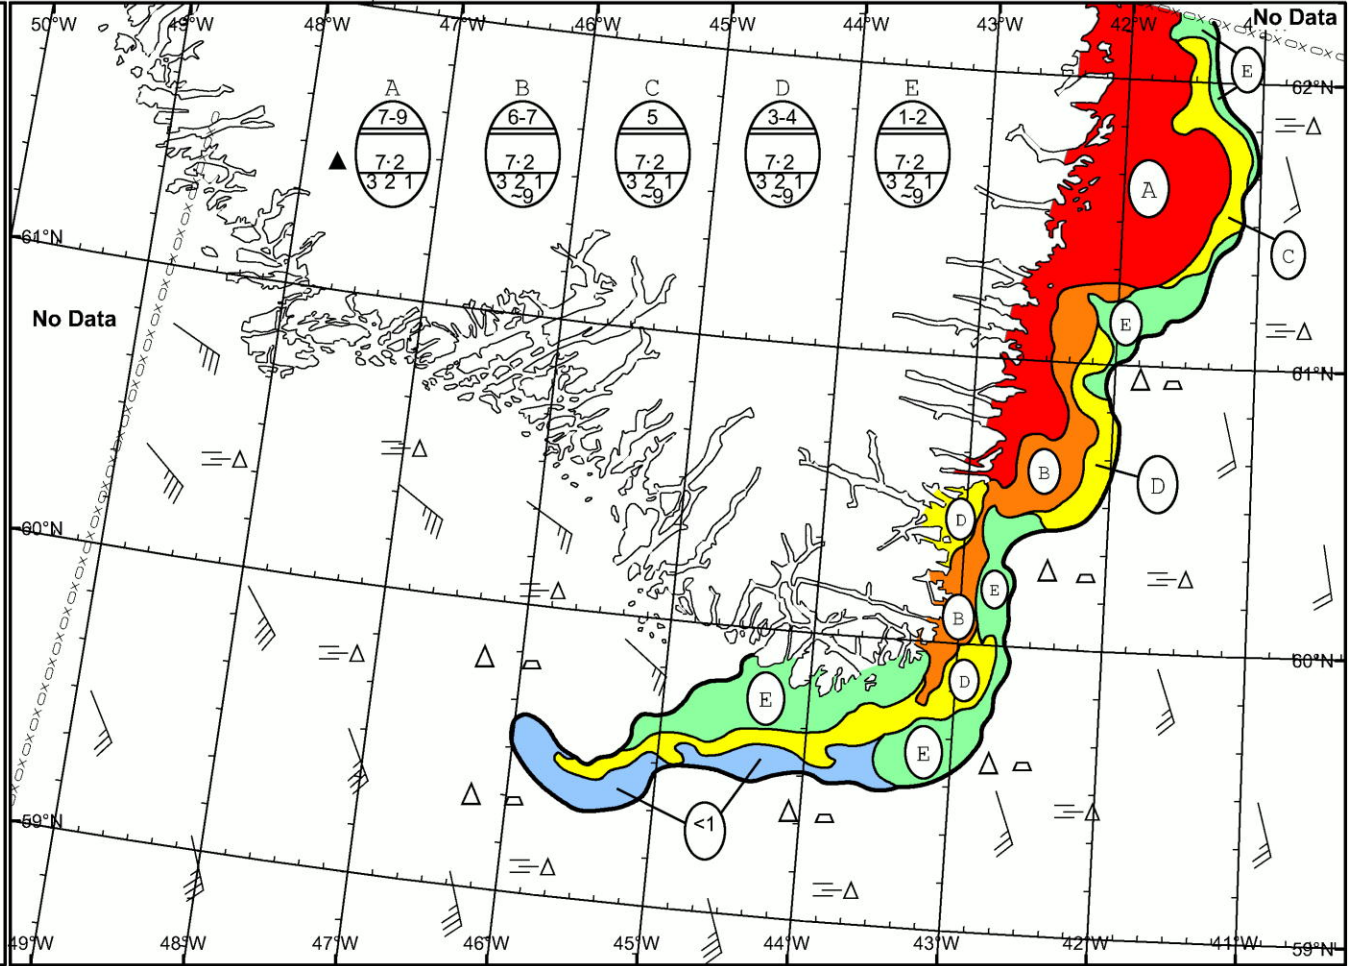 50°W 49°W 48°W 47°W 46°W 45°W 44°W 43°W 42°W
No Data
E
62°N
A B C D E
7-9 6-7 5 3-4 1-2
7·2 7·2 7·2 7·2 7·2
3 2 1 3 2 1 3 2 1 3 2 1 3 2 1
~9 ~9 ~9 ~9
A
61°N
C
No Data
E
61°N
B
D
D
60°N
E
B
60°N
D
E
E
<1
59°N
49°W 48°W 47°W 46°W 45°W 44°W 43°W 42°W 41°W
59°N